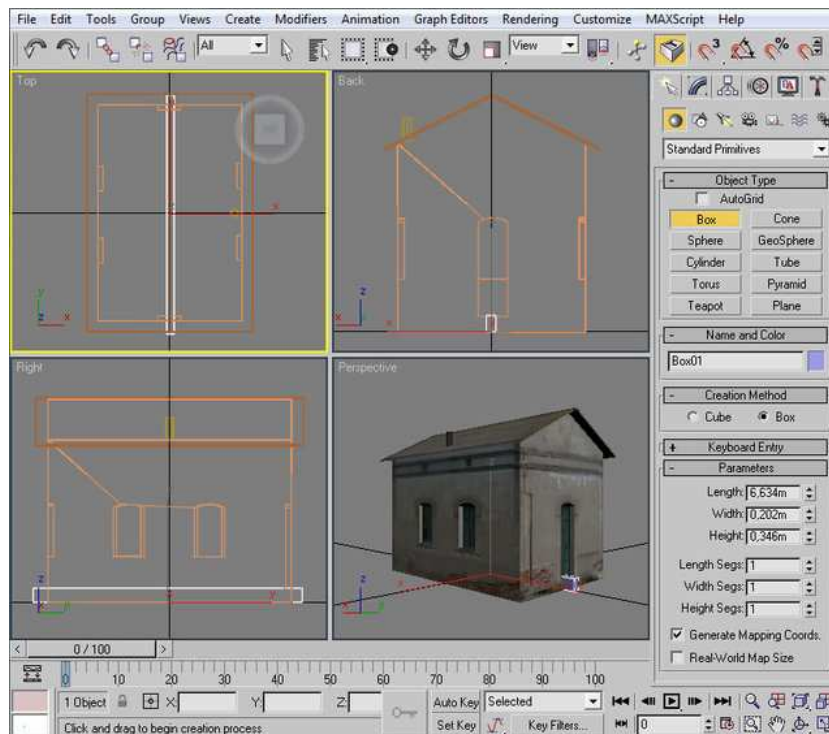 File Edit Tools Group Views Create Modifiers Animation Graph Editors Rendering Customize MAXScript Help
All
View
Top
Back
Right
Perspective
Standard Primitives
- Object Type
AutoGrid
Box Cone
Sphere GeoSphere
Cylinder Tube
Torus Pyramid
Teapot Plane
- Name and Color
Box01
- Creation Method
Cube Box
+ Keyboard Entry
- Parameters
Length: 6,634m
Width: 0,202m
Height: 0,346m
Length Segs: 1
Width Segs: 1
Height Segs: 1
Generate Mapping Coords.
Real-World Map Size
< 0 / 100 >
0 10 20 30 40 50 60 70 80 90 100
1 Object X: Y: Z: Auto Key Selected
Click and drag to begin creation process Set Key Key Filters... 0